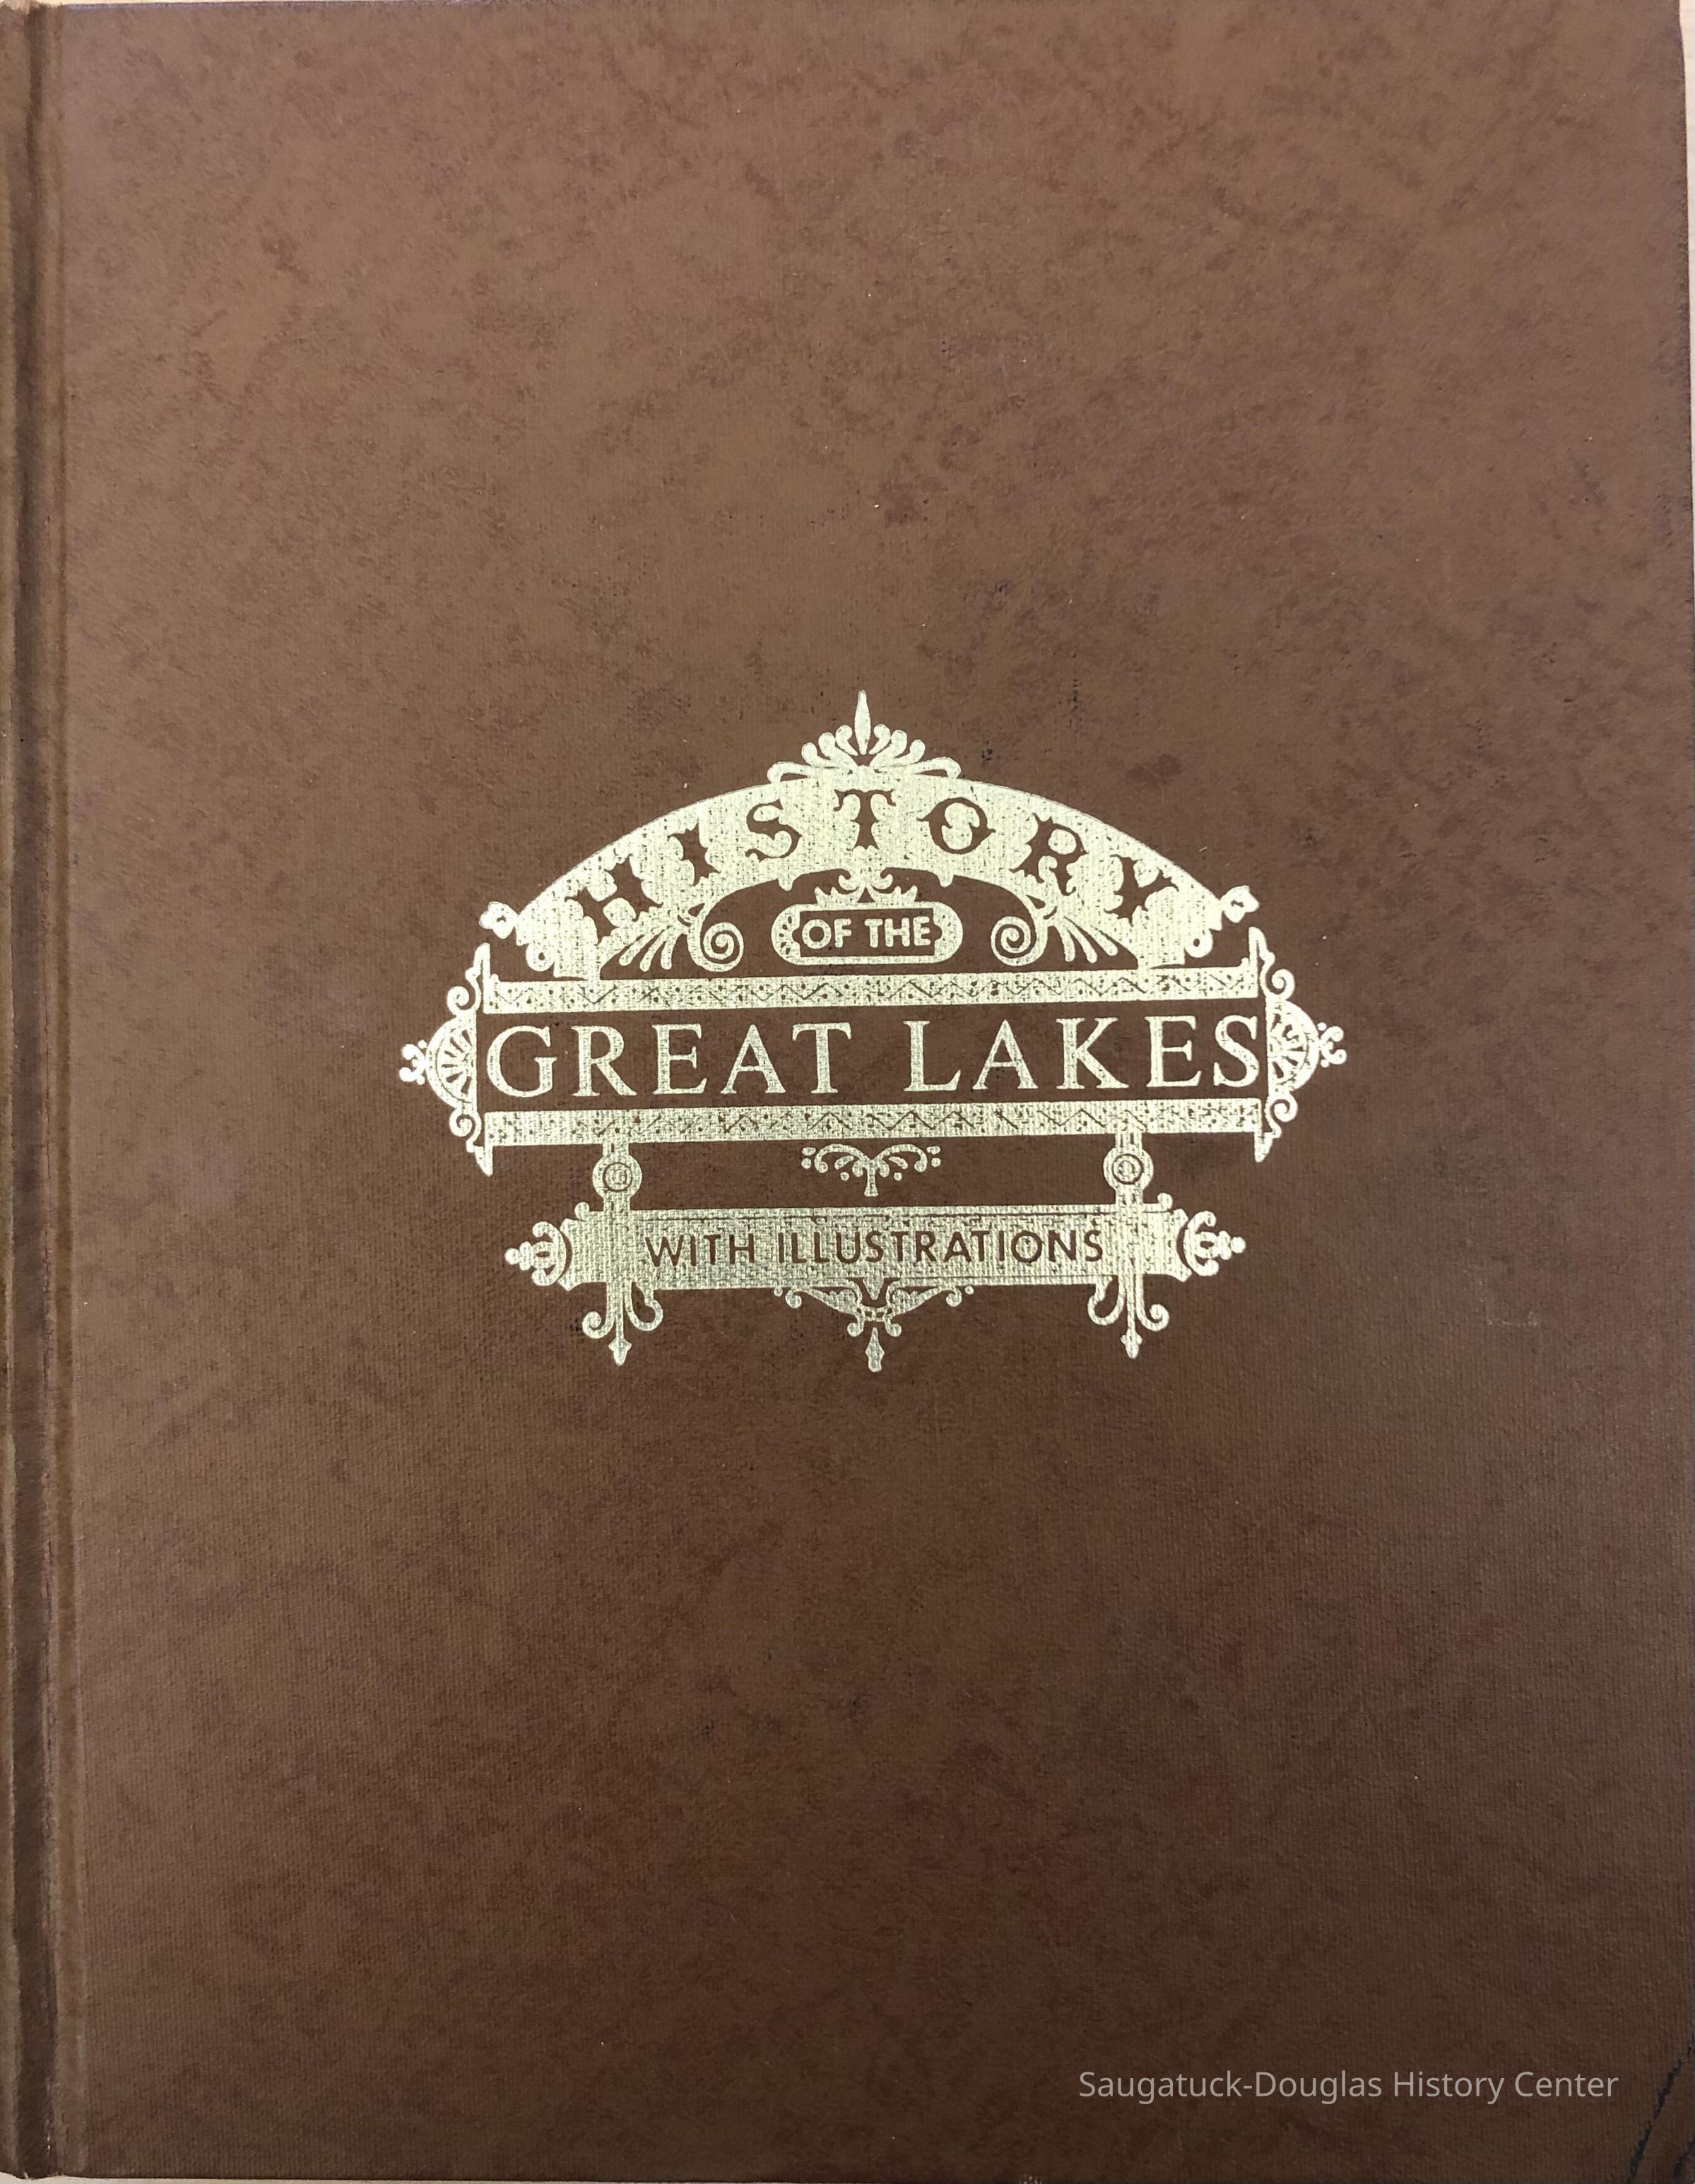 HISTORY
OF THE
GREAT LAKES
WITH ILLUSTRATIONS
Saugatuck-Douglas History Center